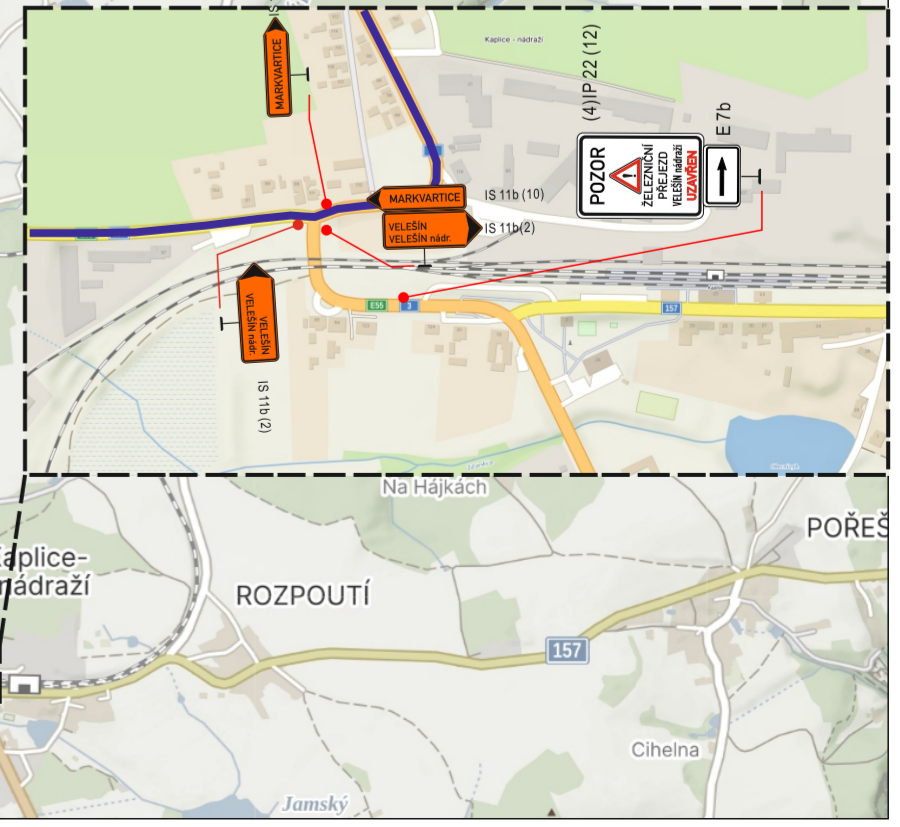 IS
MARKVARTICE
Kaplice - nádraží
(4)IP 22 (12)
POZOR
ŽELEZNIČNÍ
PŘEJEZD
VELEŠÍN nádraží
UZAVŘEN
E 7b
MARKVARTICE
IS 11b (10)
VELEŠÍN
VELEŠÍN nádr.
IS 11b(2)
VELEŠÍN
VELEŠÍN nádr.
IS 11b (2)
E55
3
157
Na Hájkách
Kaplice-
nádraží
ROZPOUTÍ
POŘEŠ
157
Cihelna
Jamský